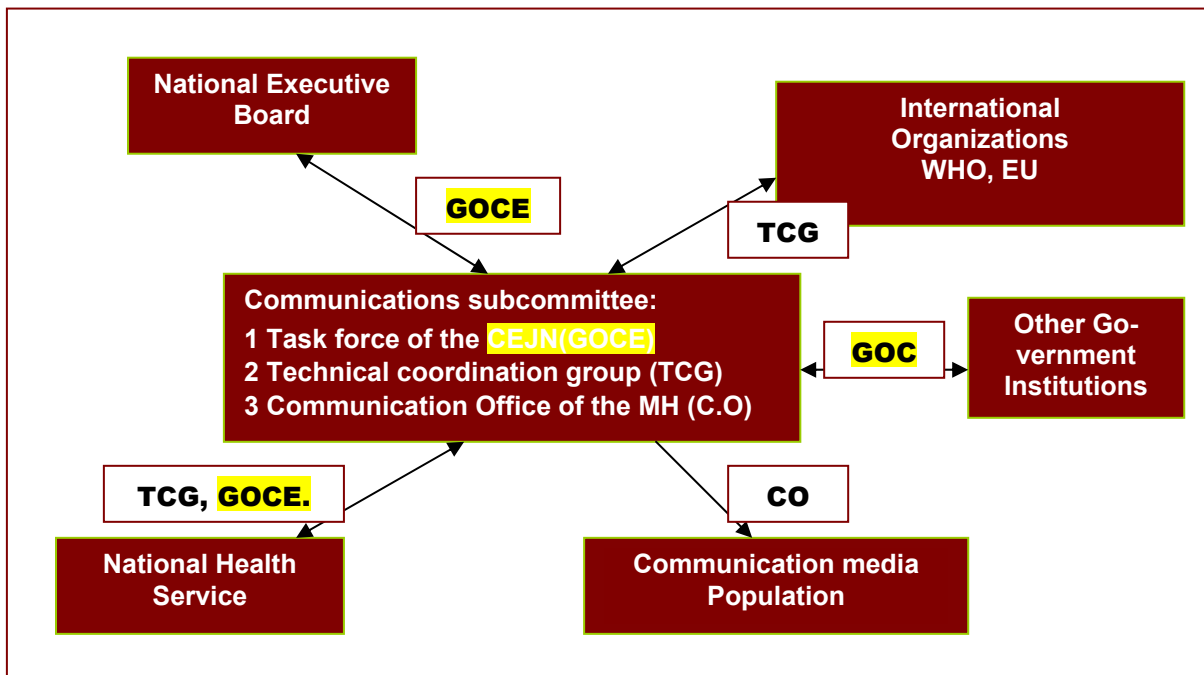 National Executive
Board
International
Organizations
WHO, EU
GOCE
TCG
Communications subcommittee:
1 Task force of the CEJN(GOCE)
2 Technical coordination group (TCG)
3 Communication Office of the MH (C.O)
GOC
Other Go-
vernment
Institutions
TCG, GOCE.
CO
National Health
Service
Communication media
Population